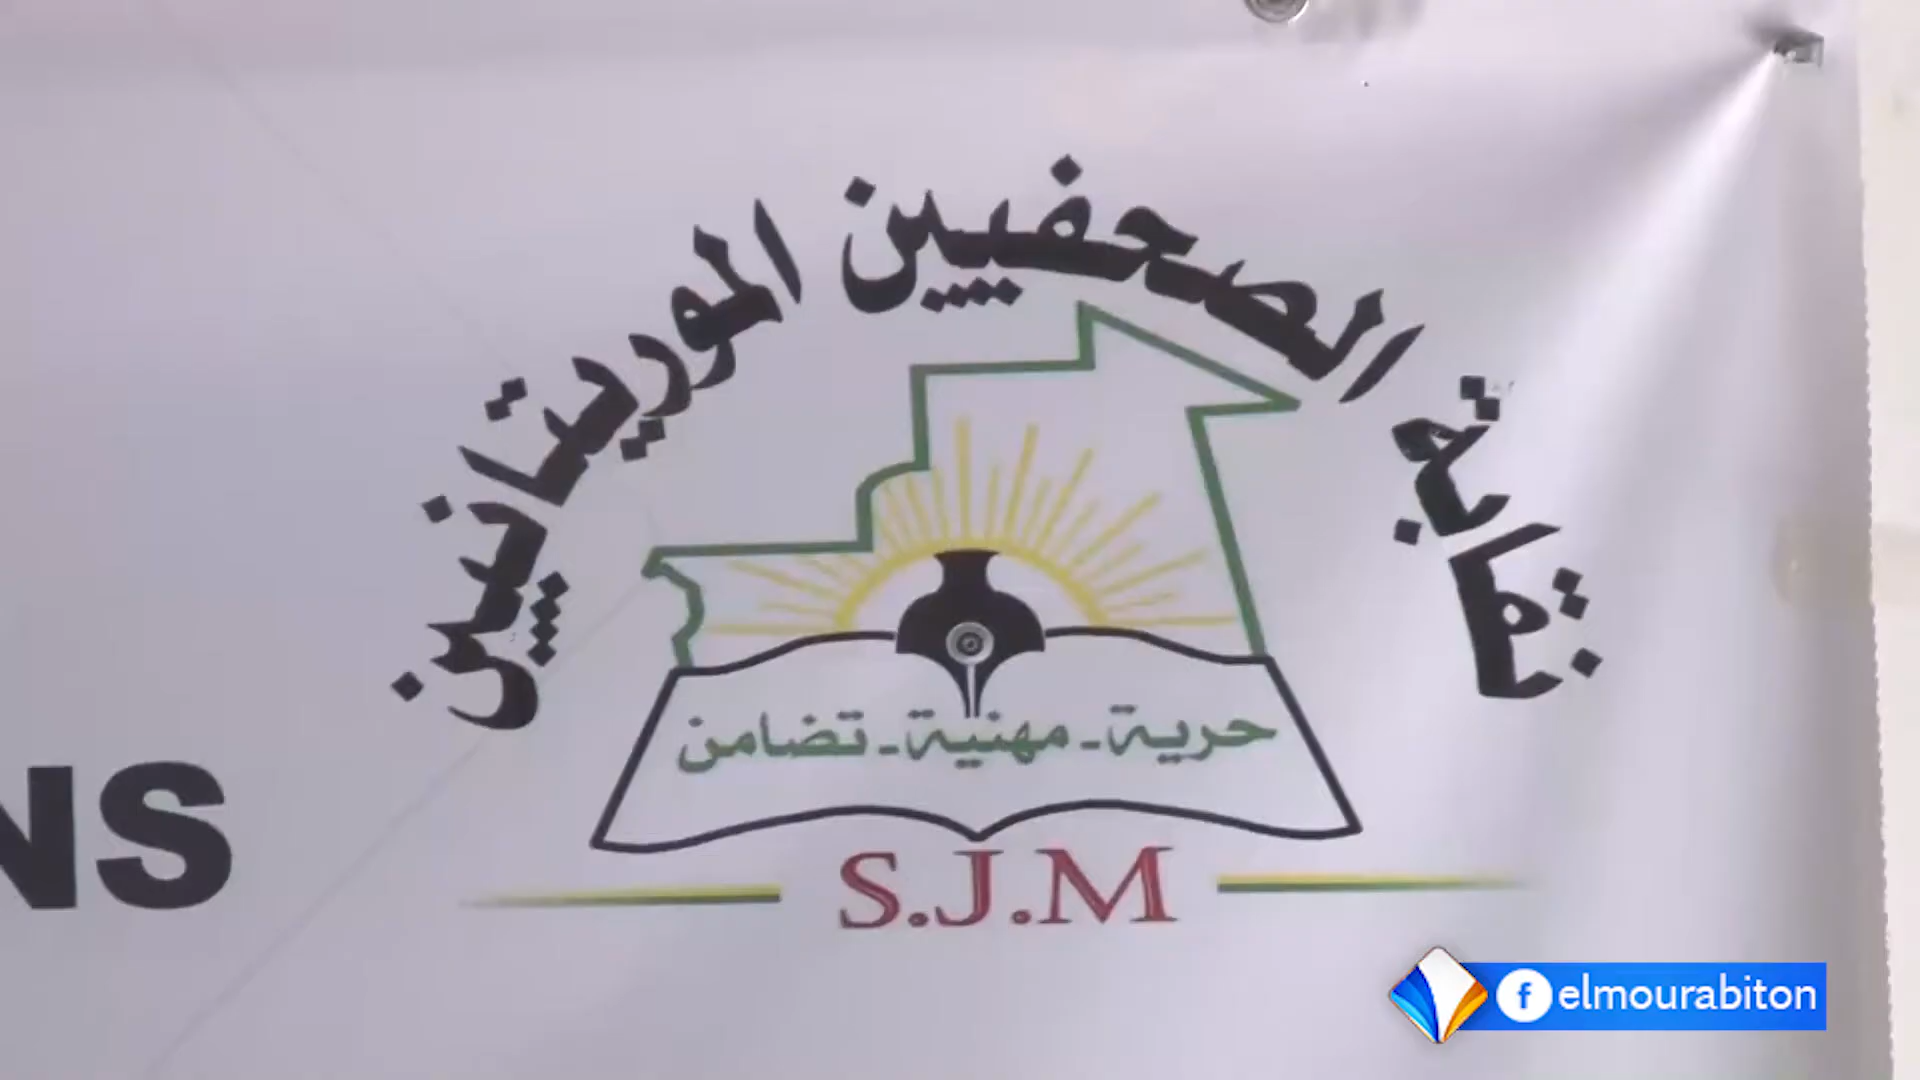 نقابة الصحفيين الموريتانيين
حرية - مهنية - تضامن
S.J.M
NS
elmourabiton